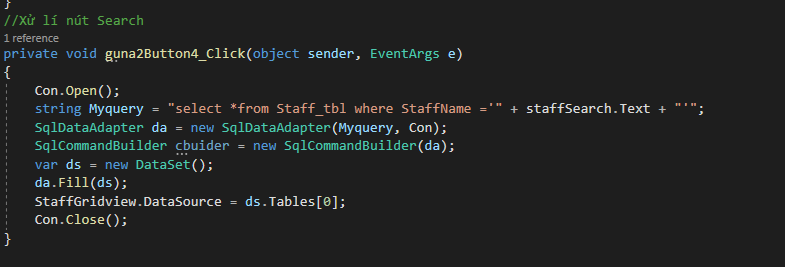 }
//Xử lí nút Search
1 reference
private void guna2Button4_Click(object sender, EventArgs e)
{
Con.Open();
string Myquery = "select *from Staff_tbl where StaffName ='" + staffSearch.Text + "'";
SqlDataAdapter da = new SqlDataAdapter(Myquery, Con);
SqlCommandBuilder cbuider = new SqlCommandBuilder(da);
var ds = new DataSet();
da.Fill(ds);
StaffGridview.DataSource = ds.Tables[0];
Con.Close();
}